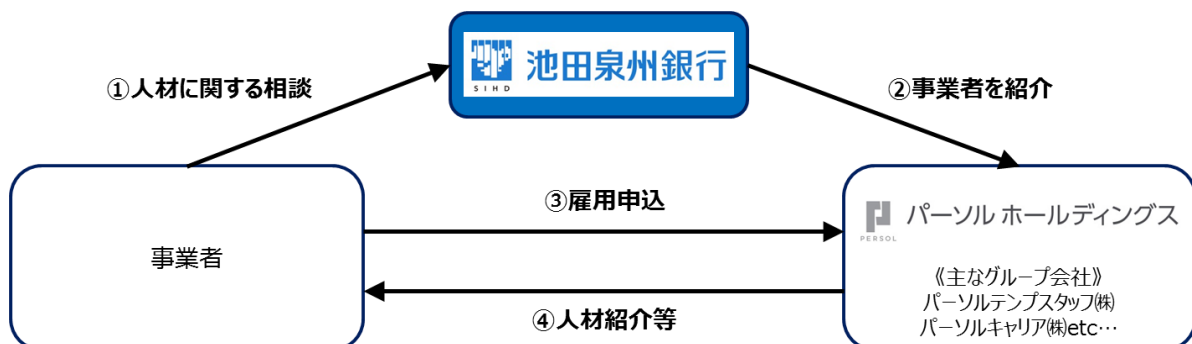 池田泉州銀行
SIHD
①人材に関する相談
②事業者を紹介
③雇用申込
事業者
パーソル ホールディングス
PERSOL
《主なグループ会社》
パーソルテンプスタッフ㈱
パーソルキャリア㈱etc…
④人材紹介等